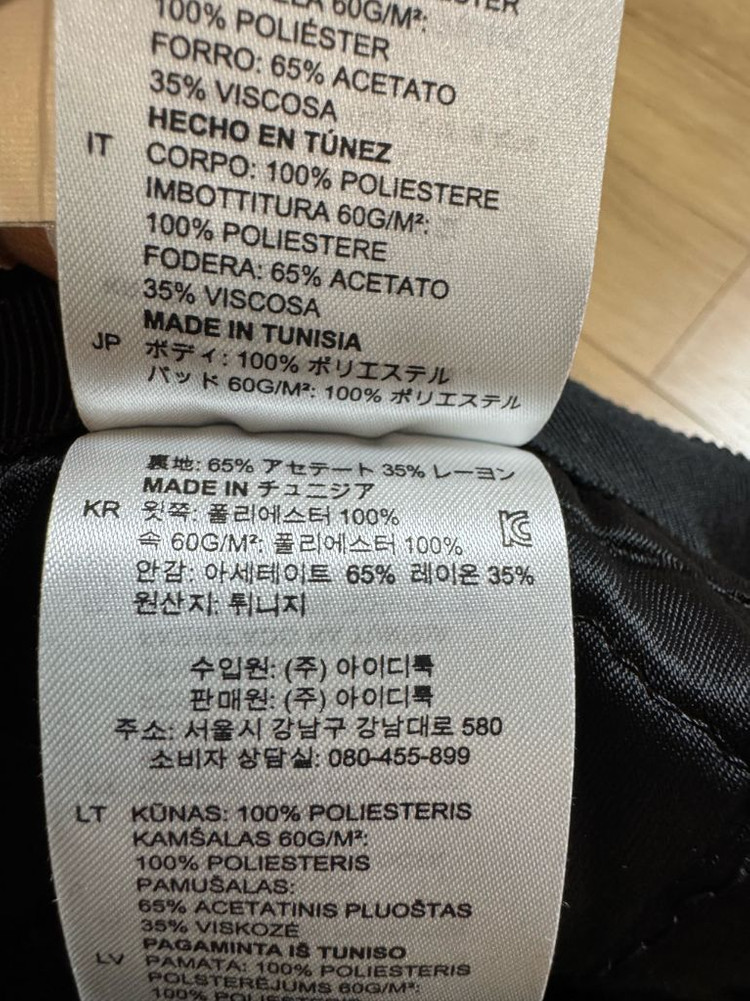 60G/M²:
100% POLIÉSTER
FORRO: 65% ACETATO
35% VISCOSA
HECHO EN TÚNEZ
IT CORPO: 100% POLIESTERE
IMBOTTITURA 60G/M²:
100% POLIESTERE
FODERA: 65% ACETATO
35% VISCOSA
MADE IN TUNISIA
JP ボディ: 100% ポリエステル
パッド 60G/M²: 100% ポリエステル
裏地: 65% アセテート 35% レーヨン
MADE IN チュニジア
KR 윗쪽: 폴리에스터 100%
속 60G/M²: 폴리에스터 100%
안감: 아세테이트 65% 레이온 35%
원산지: 튀니지
수입원: (주) 아이디룩
판매원: (주) 아이디룩
주소: 서울시 강남구 강남대로 580
소비자 상담실: 080-455-899
LT KŪNAS: 100% POLIESTERIS
KAMŠALAS 60G/M²:
100% POLIESTERIS
PAMUŠALAS:
65% ACETATINIS PLUOŠTAS
35% VISKOZĖ
PAGAMINTA IŠ TUNISO
LV PAMATA: 100% POLIESTERIS
POLSTERĒJUMS 60G/M²:
100% POLIESTERIS